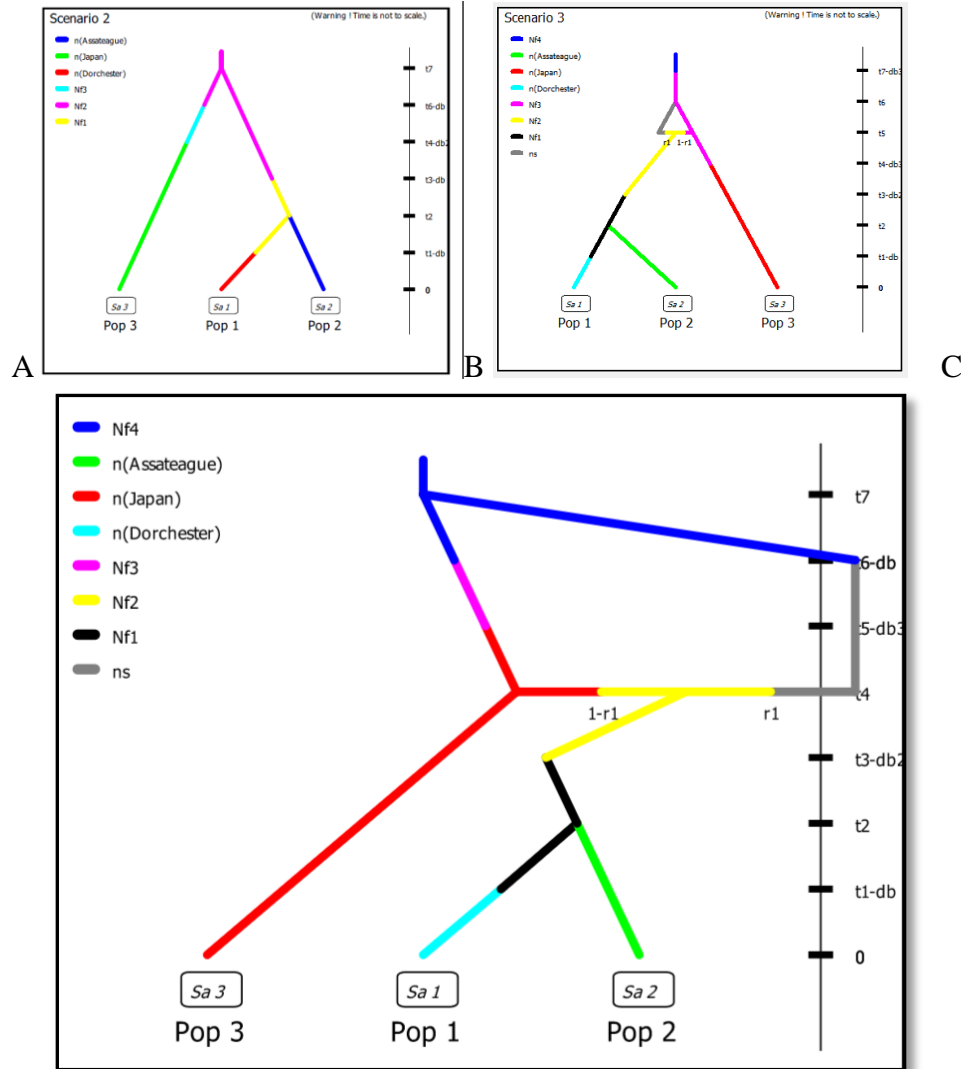 Scenario 2
(Warning ! Time is not to scale.)
n(Assateague)
n(Japan)
n(Dorchester)
Nf3
Nf2
Nf1
t7
t6-db
t4-db2
t3-db
t2
t1-db
0
Sa 3
Sa 1
Sa 2
Pop 3
Pop 1
Pop 2
A
Scenario 3
(Warning ! Time is not to scale.)
Nf4
n(Assateague)
n(Japan)
n(Dorchester)
Nf3
Nf2
Nf1
ns
r1
1-r1
t7-db3
t6
t5
t4-db3
t3-db2
t2
t1-db
0
Sa 1
Sa 2
Sa 3
Pop 1
Pop 2
Pop 3
B
C
Nf4
n(Assateague)
n(Japan)
n(Dorchester)
Nf3
Nf2
Nf1
ns
1-r1
r1
t7
t6-db
t5-db3
t4
t3-db2
t2
t1-db
0
Sa 3
Sa 1
Sa 2
Pop 3
Pop 1
Pop 2